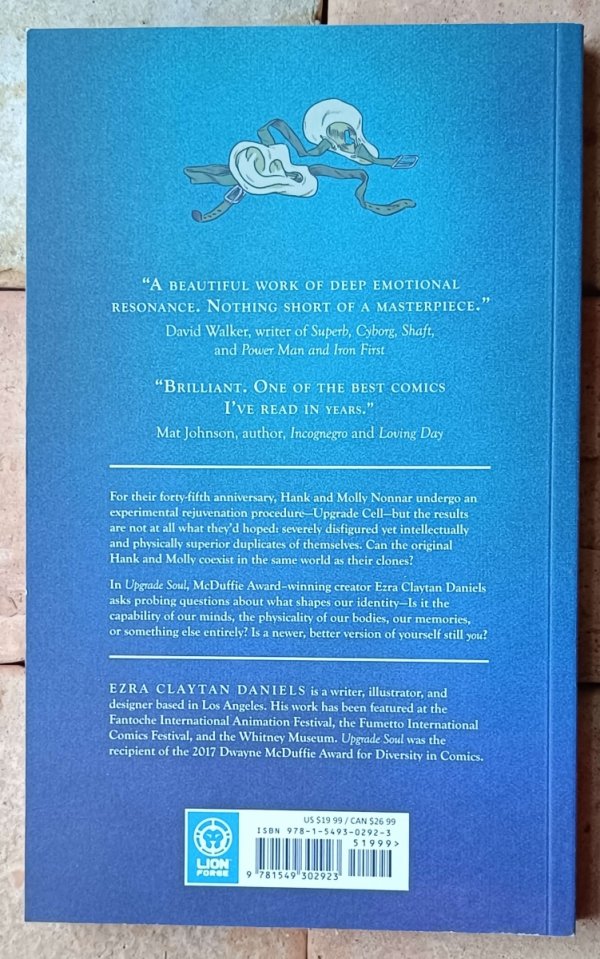 “A BEAUTIFUL WORK OF DEEP EMOTIONAL
RESONANCE. NOTHING SHORT OF A MASTERPIECE.”
David Walker, writer of Superb, Cyborg, Shaft,
and Power Man and Iron First
“BRILLIANT. ONE OF THE BEST COMICS
I’VE READ IN YEARS.”
Mat Johnson, author, Incognegro and Loving Day
For their forty-fifth anniversary, Hank and Molly Nonnar undergo an
experimental rejuvenation procedure—Upgrade Cell—but the results
are not at all what they’d hoped: severely disfigured yet intellectually
and physically superior duplicates of themselves. Can the original
Hank and Molly coexist in the same world as their clones?
In Upgrade Soul, McDuffie Award–winning creator Ezra Claytan Daniels
asks probing questions about what shapes our identity—Is it the
capability of our minds, the physicality of our bodies, our memories,
or something else entirely? Is a newer, better version of yourself still you?
EZRA CLAYTAN DANIELS is a writer, illustrator, and
designer based in Los Angeles. His work has been featured at the
Fantoche International Animation Festival, the Fumetto International
Comics Festival, and the Whitney Museum. Upgrade Soul was the
recipient of the 2017 Dwayne McDuffie Award for Diversity in Comics.
LION
FORGE
US $19.99 / CAN $26.99
ISBN 978-1-5493-0292-3
51999>
9 781549 302923